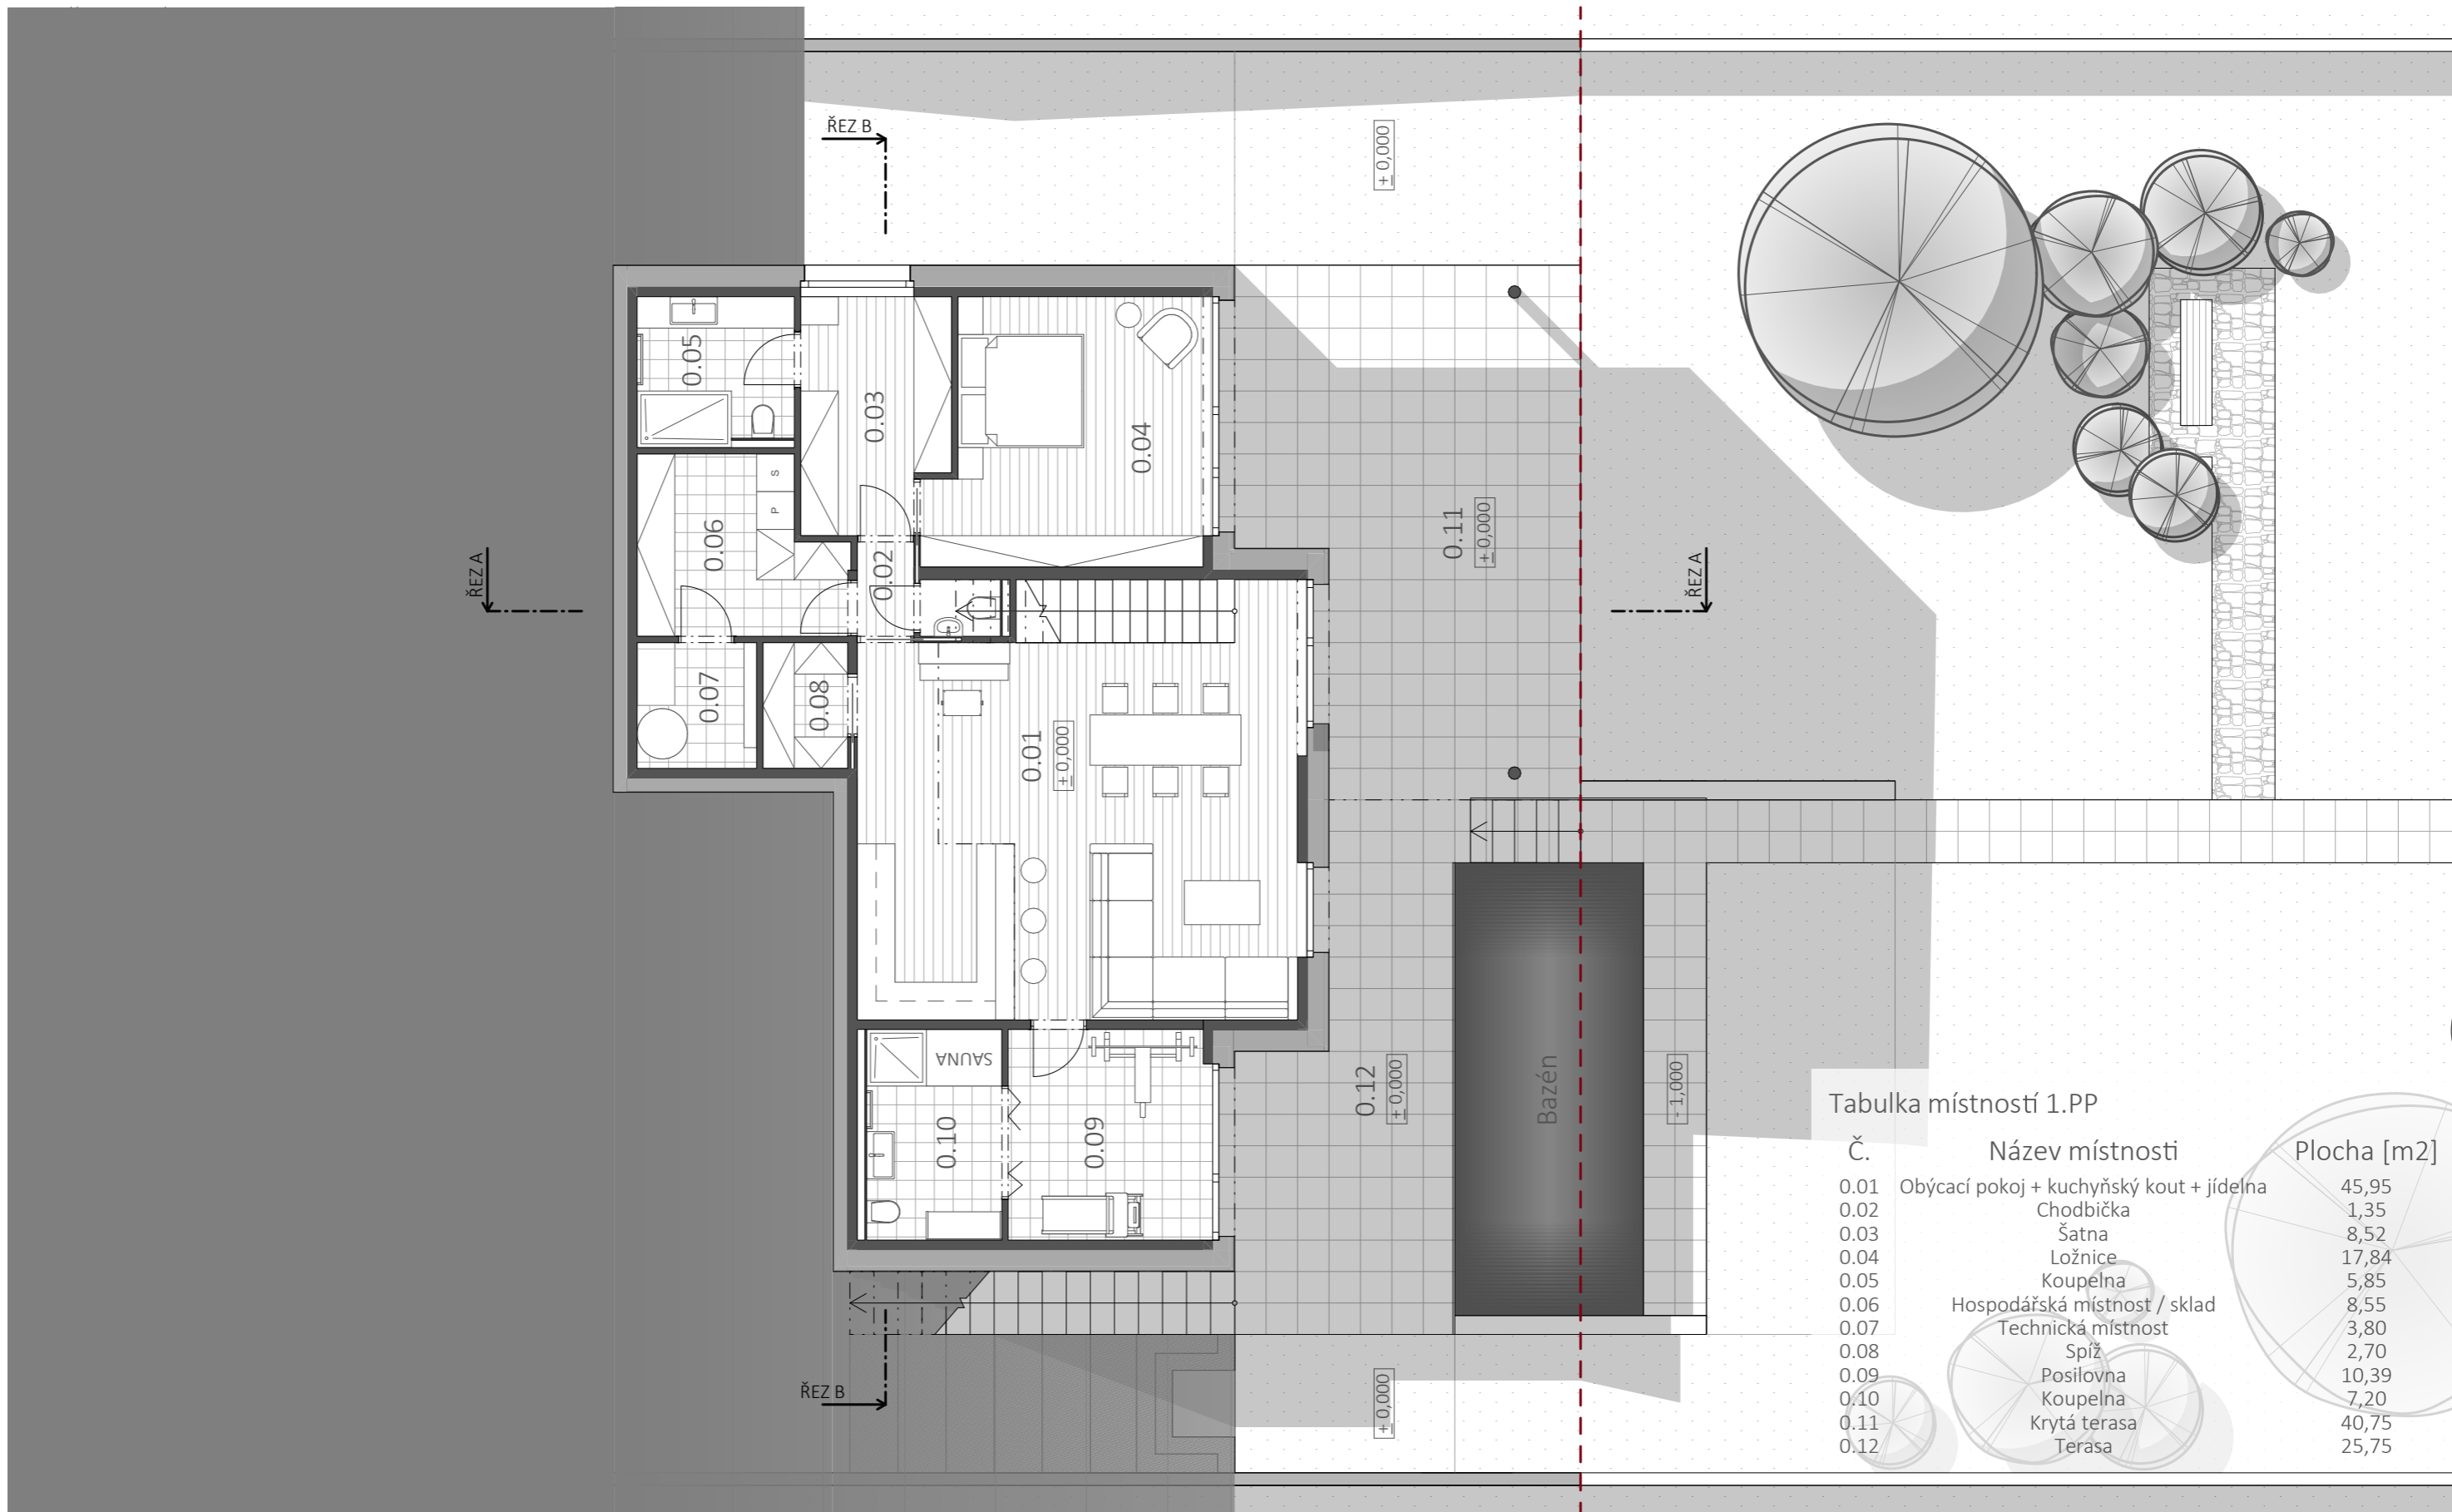 ŘEZ B
+ 0,000
0.05
0.03
0.04
S
P
0.06
0.02
0.11
+ 0,000
ŘEZ A
ŘEZ A
0.07
0.08
0.01
+ 0,000
SAUNA
0.10
0.09
0.12
+ 0,000
Bazén
- 1,000
ŘEZ B
+ 0,000
Tabulka místností 1.PP
Č. Název místnosti Plocha [m2]
0.01 Obýcací pokoj + kuchyňský kout + jídelna 45,95
0.02 Chodbička 1,35
0.03 Šatna 8,52
0.04 Ložnice 17,84
0.05 Koupelna 5,85
0.06 Hospodářská místnost / sklad 8,55
0.07 Technická místnost 3,80
0.08 Spíž 2,70
0.09 Posilovna 10,39
0.10 Koupelna 7,20
0.11 Krytá terasa 40,75
0.12 Terasa 25,75